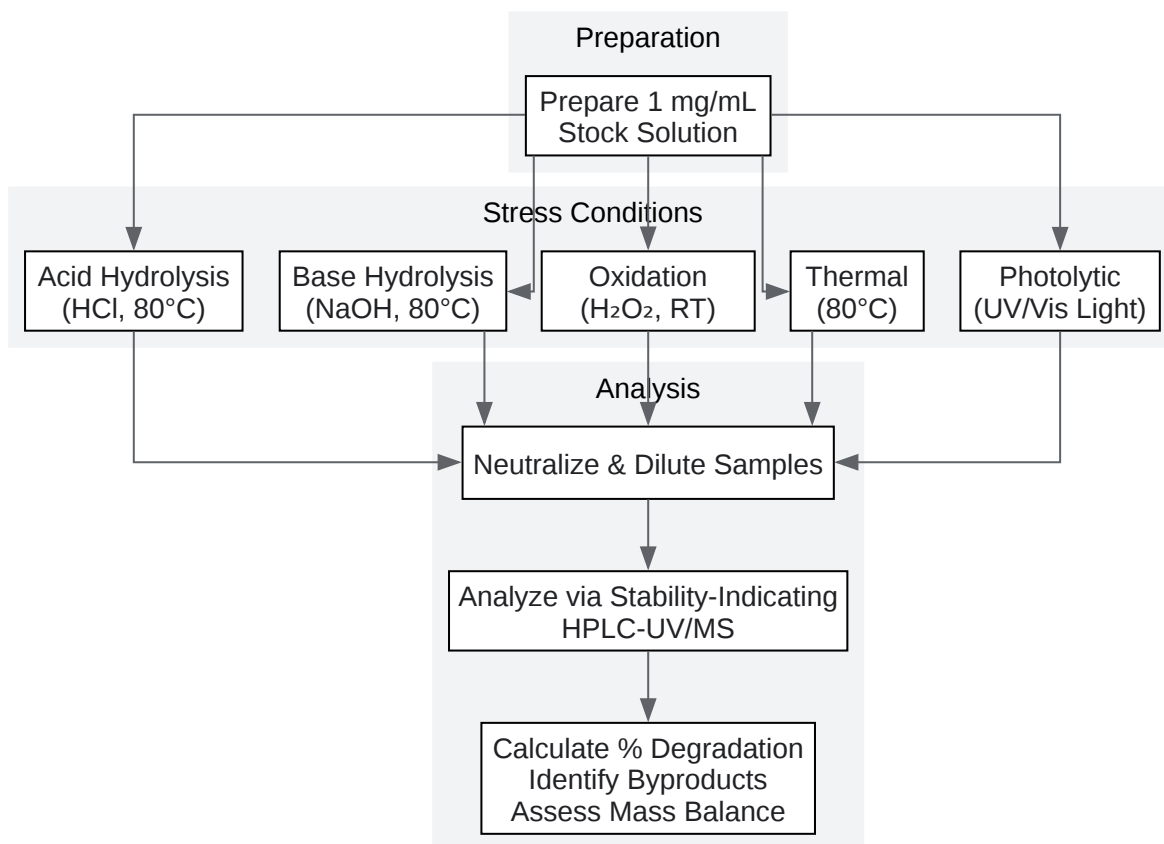 Preparation
Prepare 1 mg/mL
Stock Solution
Stress Conditions
Acid Hydrolysis
(HCl, 80°C)
Base Hydrolysis
(NaOH, 80°C)
Oxidation
(H₂O₂, RT)
Thermal
(80°C)
Photolytic
(UV/Vis Light)
Analysis
Neutralize & Dilute Samples
Analyze via Stability-Indicating
HPLC-UV/MS
Calculate % Degradation
Identify Byproducts
Assess Mass Balance